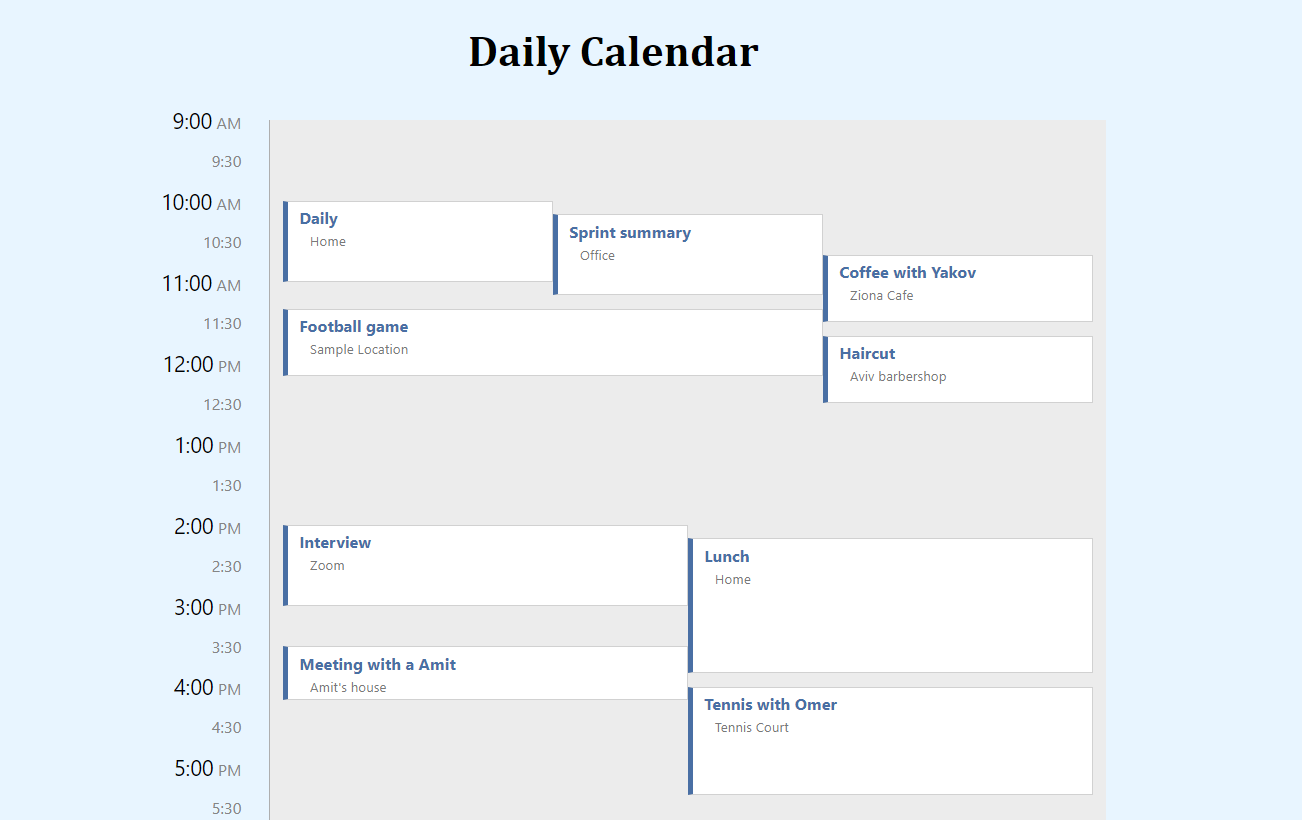 Daily Calendar
9:00 AM
9:30
10:00 AM
Daily
Home
Sprint summary
Office
10:30
Coffee with Yakov
Ziona Cafe
11:00 AM
11:30
Football game
Sample Location
Haircut
Aviv barbershop
12:00 PM
12:30
1:00 PM
1:30
2:00 PM
Interview
Zoom
Lunch
Home
2:30
3:00 PM
3:30
Meeting with a Amit
Amit's house
4:00 PM
Tennis with Omer
Tennis Court
4:30
5:00 PM
5:30